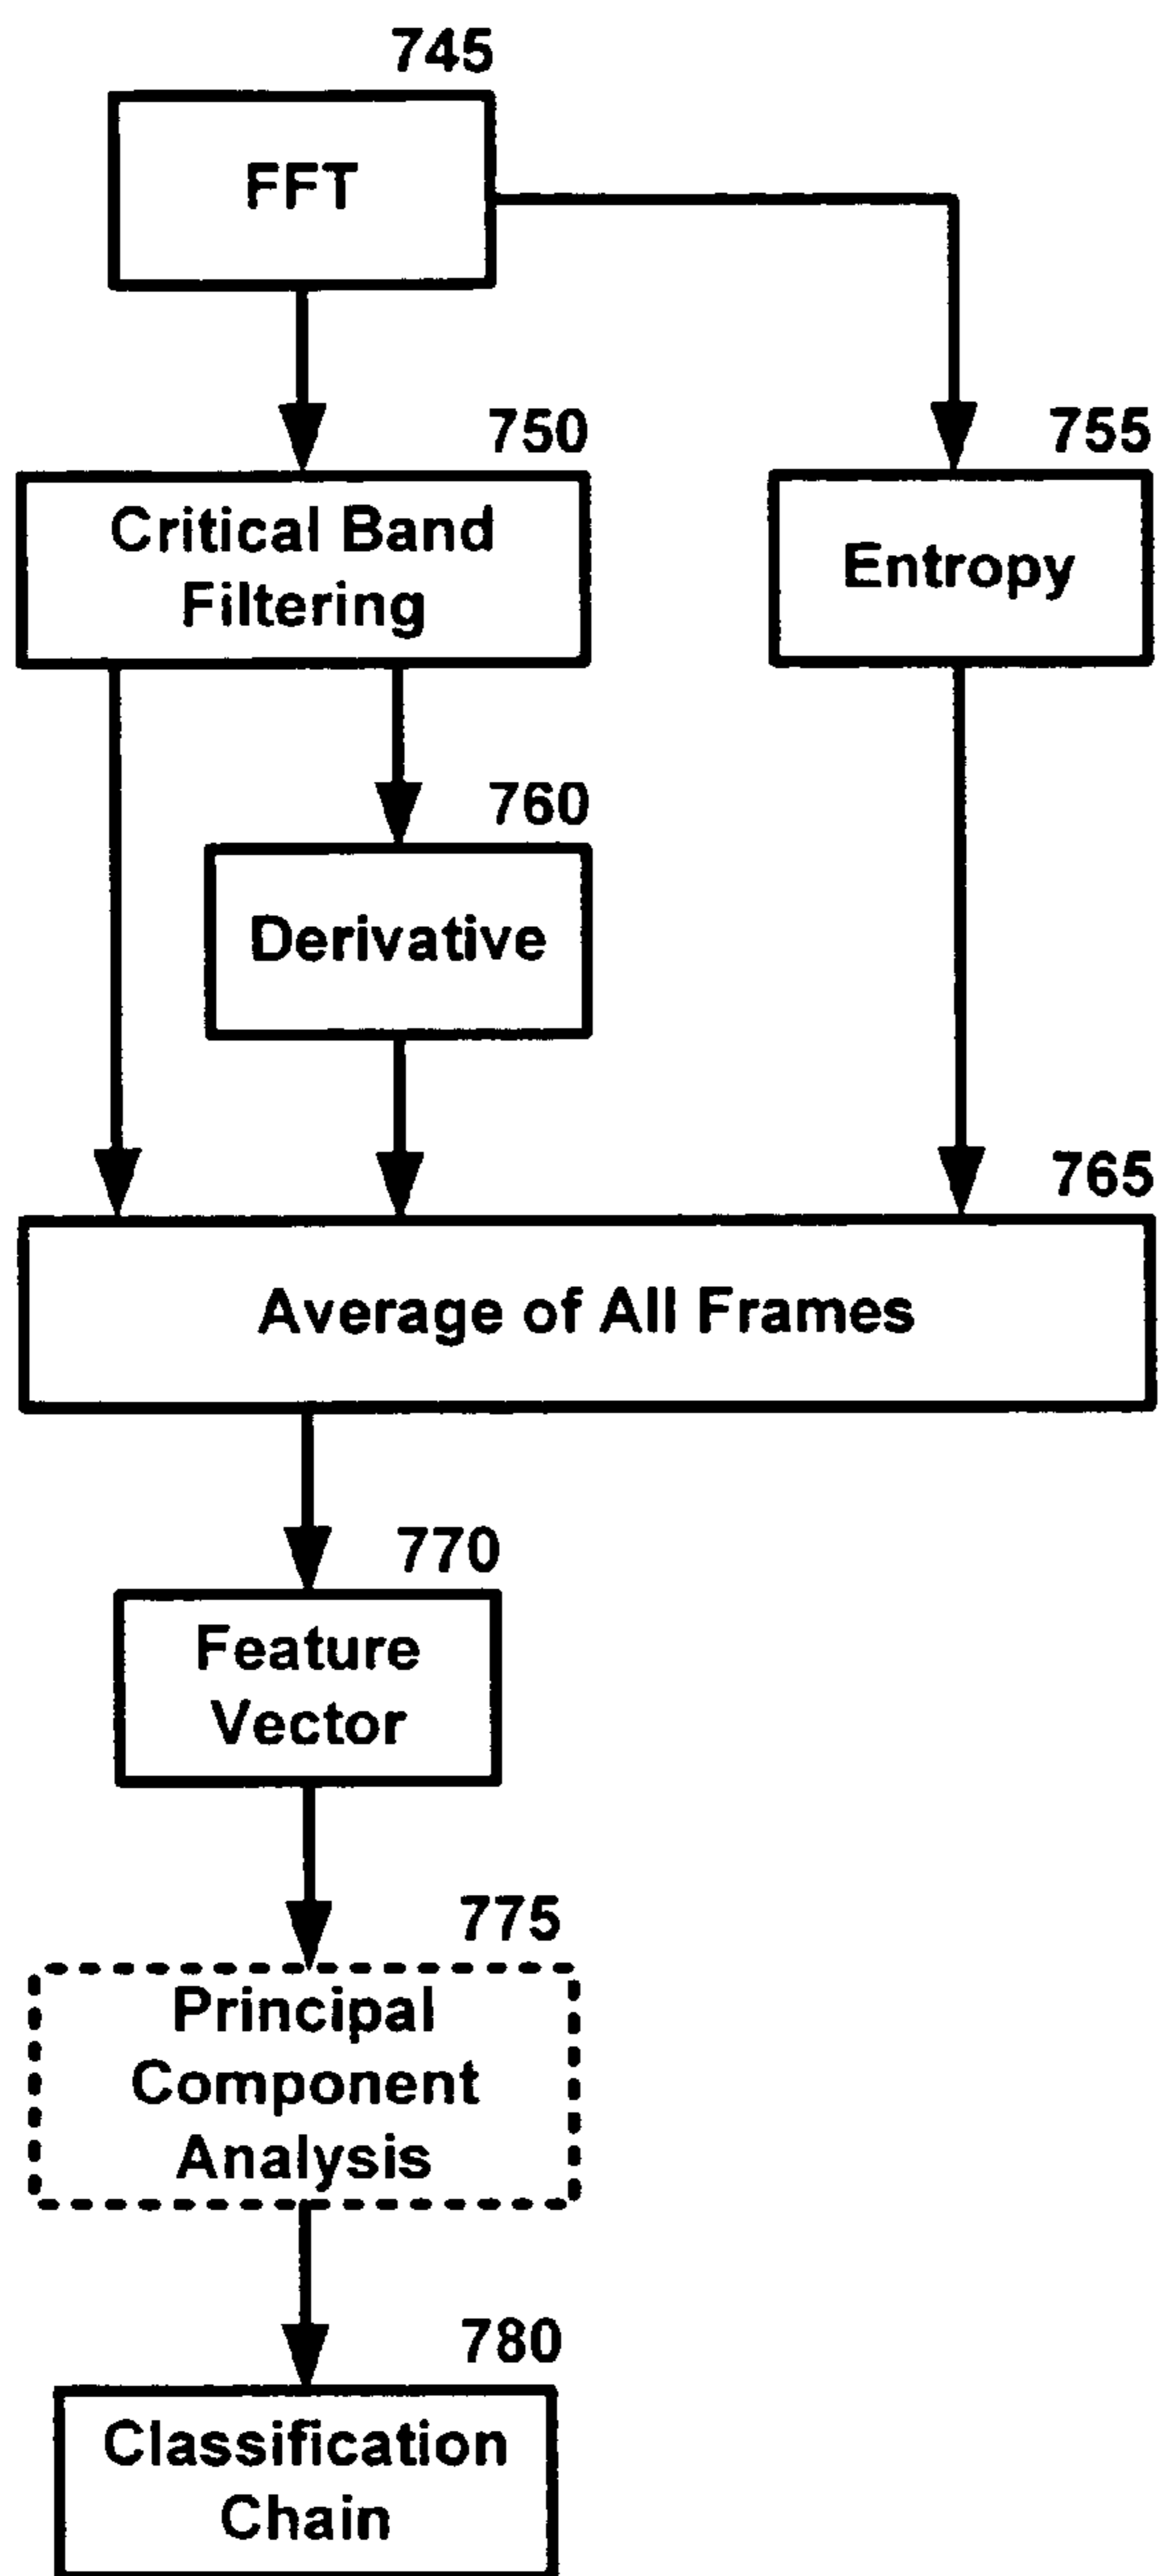 745
FFT
750
Critical Band
Filtering
755
Entropy
760
Derivative
765
Average of All Frames
770
Feature
Vector
775
Principal
Component
Analysis
780
Classification
Chain